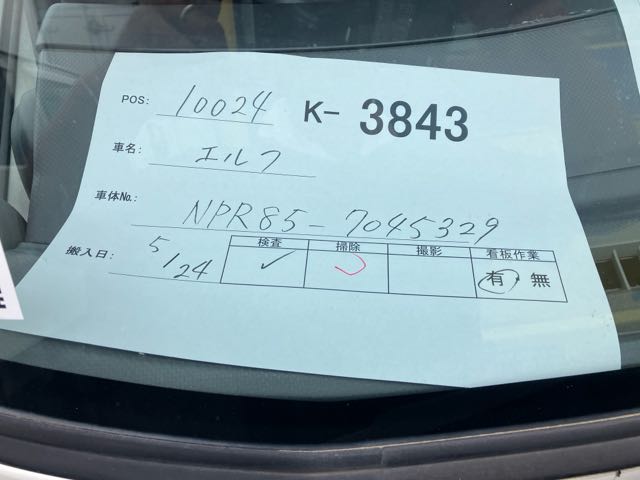 POS: 10024 K- 3843
車名: エルフ
車体No.: NPR85-7045329
搬入日: 5/24
検査 掃除 撮影 看板作業
✓ ✓ 有 無